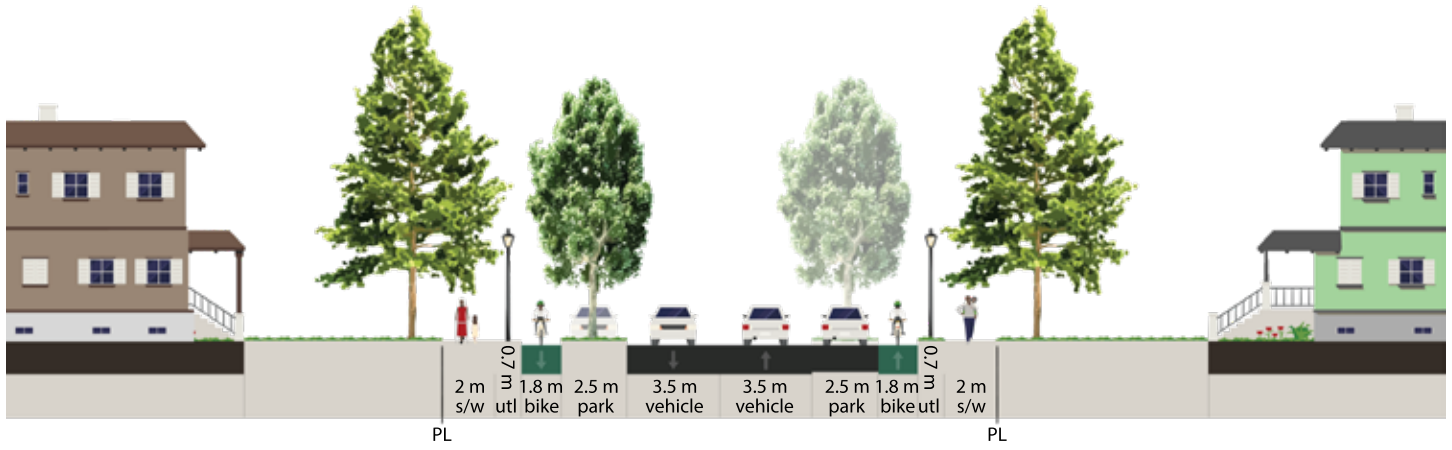 2 m
s/w
0.7 m
utl
1.8 m
bike
2.5 m
park
3.5 m
vehicle
3.5 m
vehicle
2.5 m
park
1.8 m
bike
0.7 m
utl
2 m
s/w
PL
PL